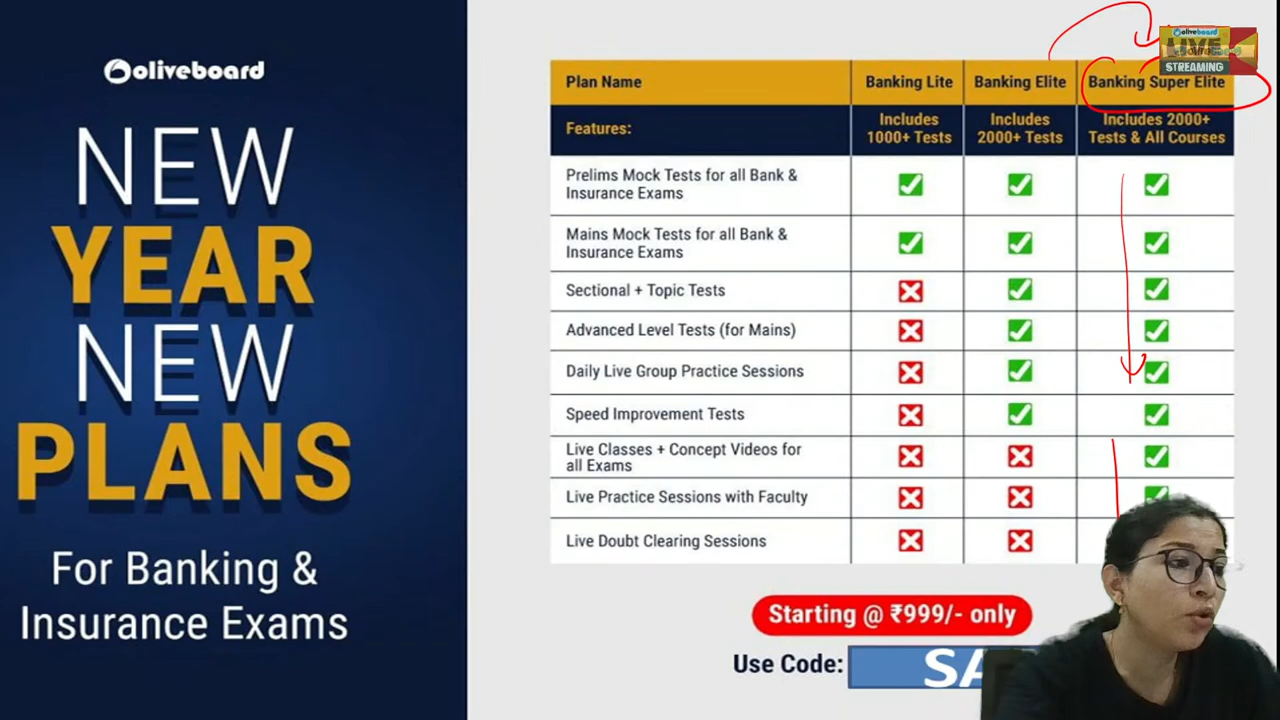 oliveboard
NEW
YEAR
NEW
PLANS
For Banking &
Insurance Exams
oliveboard
LIVE
STREAMING
Plan Name
Banking Lite
Banking Elite
Banking Super Elite
Features:
Includes
1000+ Tests
Includes
2000+ Tests
Includes 2000+
Tests & All Courses
Prelims Mock Tests for all Bank &
Insurance Exams
Mains Mock Tests for all Bank &
Insurance Exams
Sectional + Topic Tests
Advanced Level Tests (for Mains)
Daily Live Group Practice Sessions
Speed Improvement Tests
Live Classes + Concept Videos for
all Exams
Live Practice Sessions with Faculty
Live Doubt Clearing Sessions
Starting @ ₹999/- only
Use Code: